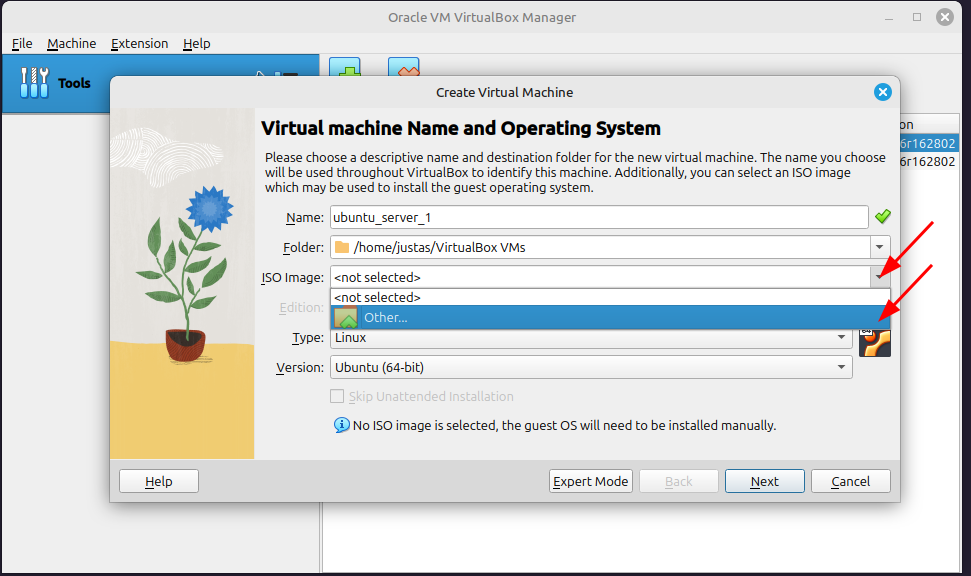 Oracle VM VirtualBox Manager
File Machine Extension Help
Tools
Create Virtual Machine
Virtual machine Name and Operating System
Please choose a descriptive name and destination folder for the new virtual machine. The name you choose
will be used throughout VirtualBox to identify this machine. Additionally, you can select an ISO image
which may be used to install the guest operating system.
Name: ubuntu_server_1
Folder: /home/justas/VirtualBox VMs
ISO Image: <not selected>
<not selected>
Edition:
Other...
Type: Linux
64
Version: Ubuntu (64-bit)
Skip Unattended Installation
No ISO image is selected, the guest OS will need to be installed manually.
Help Expert Mode Back Next Cancel
on
6r162802
6r162802